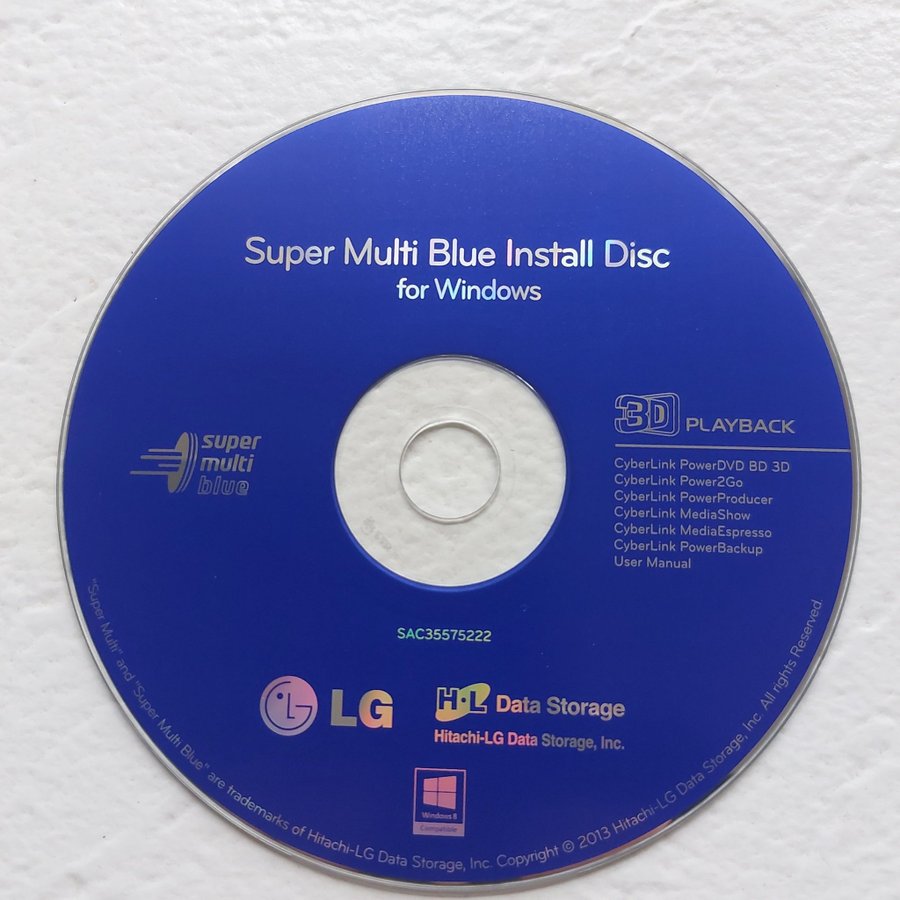 Super Multi Blue Install Disc
for Windows
super
multi
blue
3D PLAYBACK
CyberLink PowerDVD BD 3D
CyberLink Power2Go
CyberLink PowerProducer
CyberLink MediaShow
CyberLink MediaEspresso
CyberLink PowerBackup
User Manual
SAC35575222
LG
H·L Data Storage
Hitachi-LG Data Storage, Inc.
Windows 8
Compatible
"Super Multi" and "Super Multi Blue" are trademarks of Hitachi-LG Data Storage, Inc. Copyright © 2013 Hitachi-LG Data Storage, Inc. All rights Reserved.